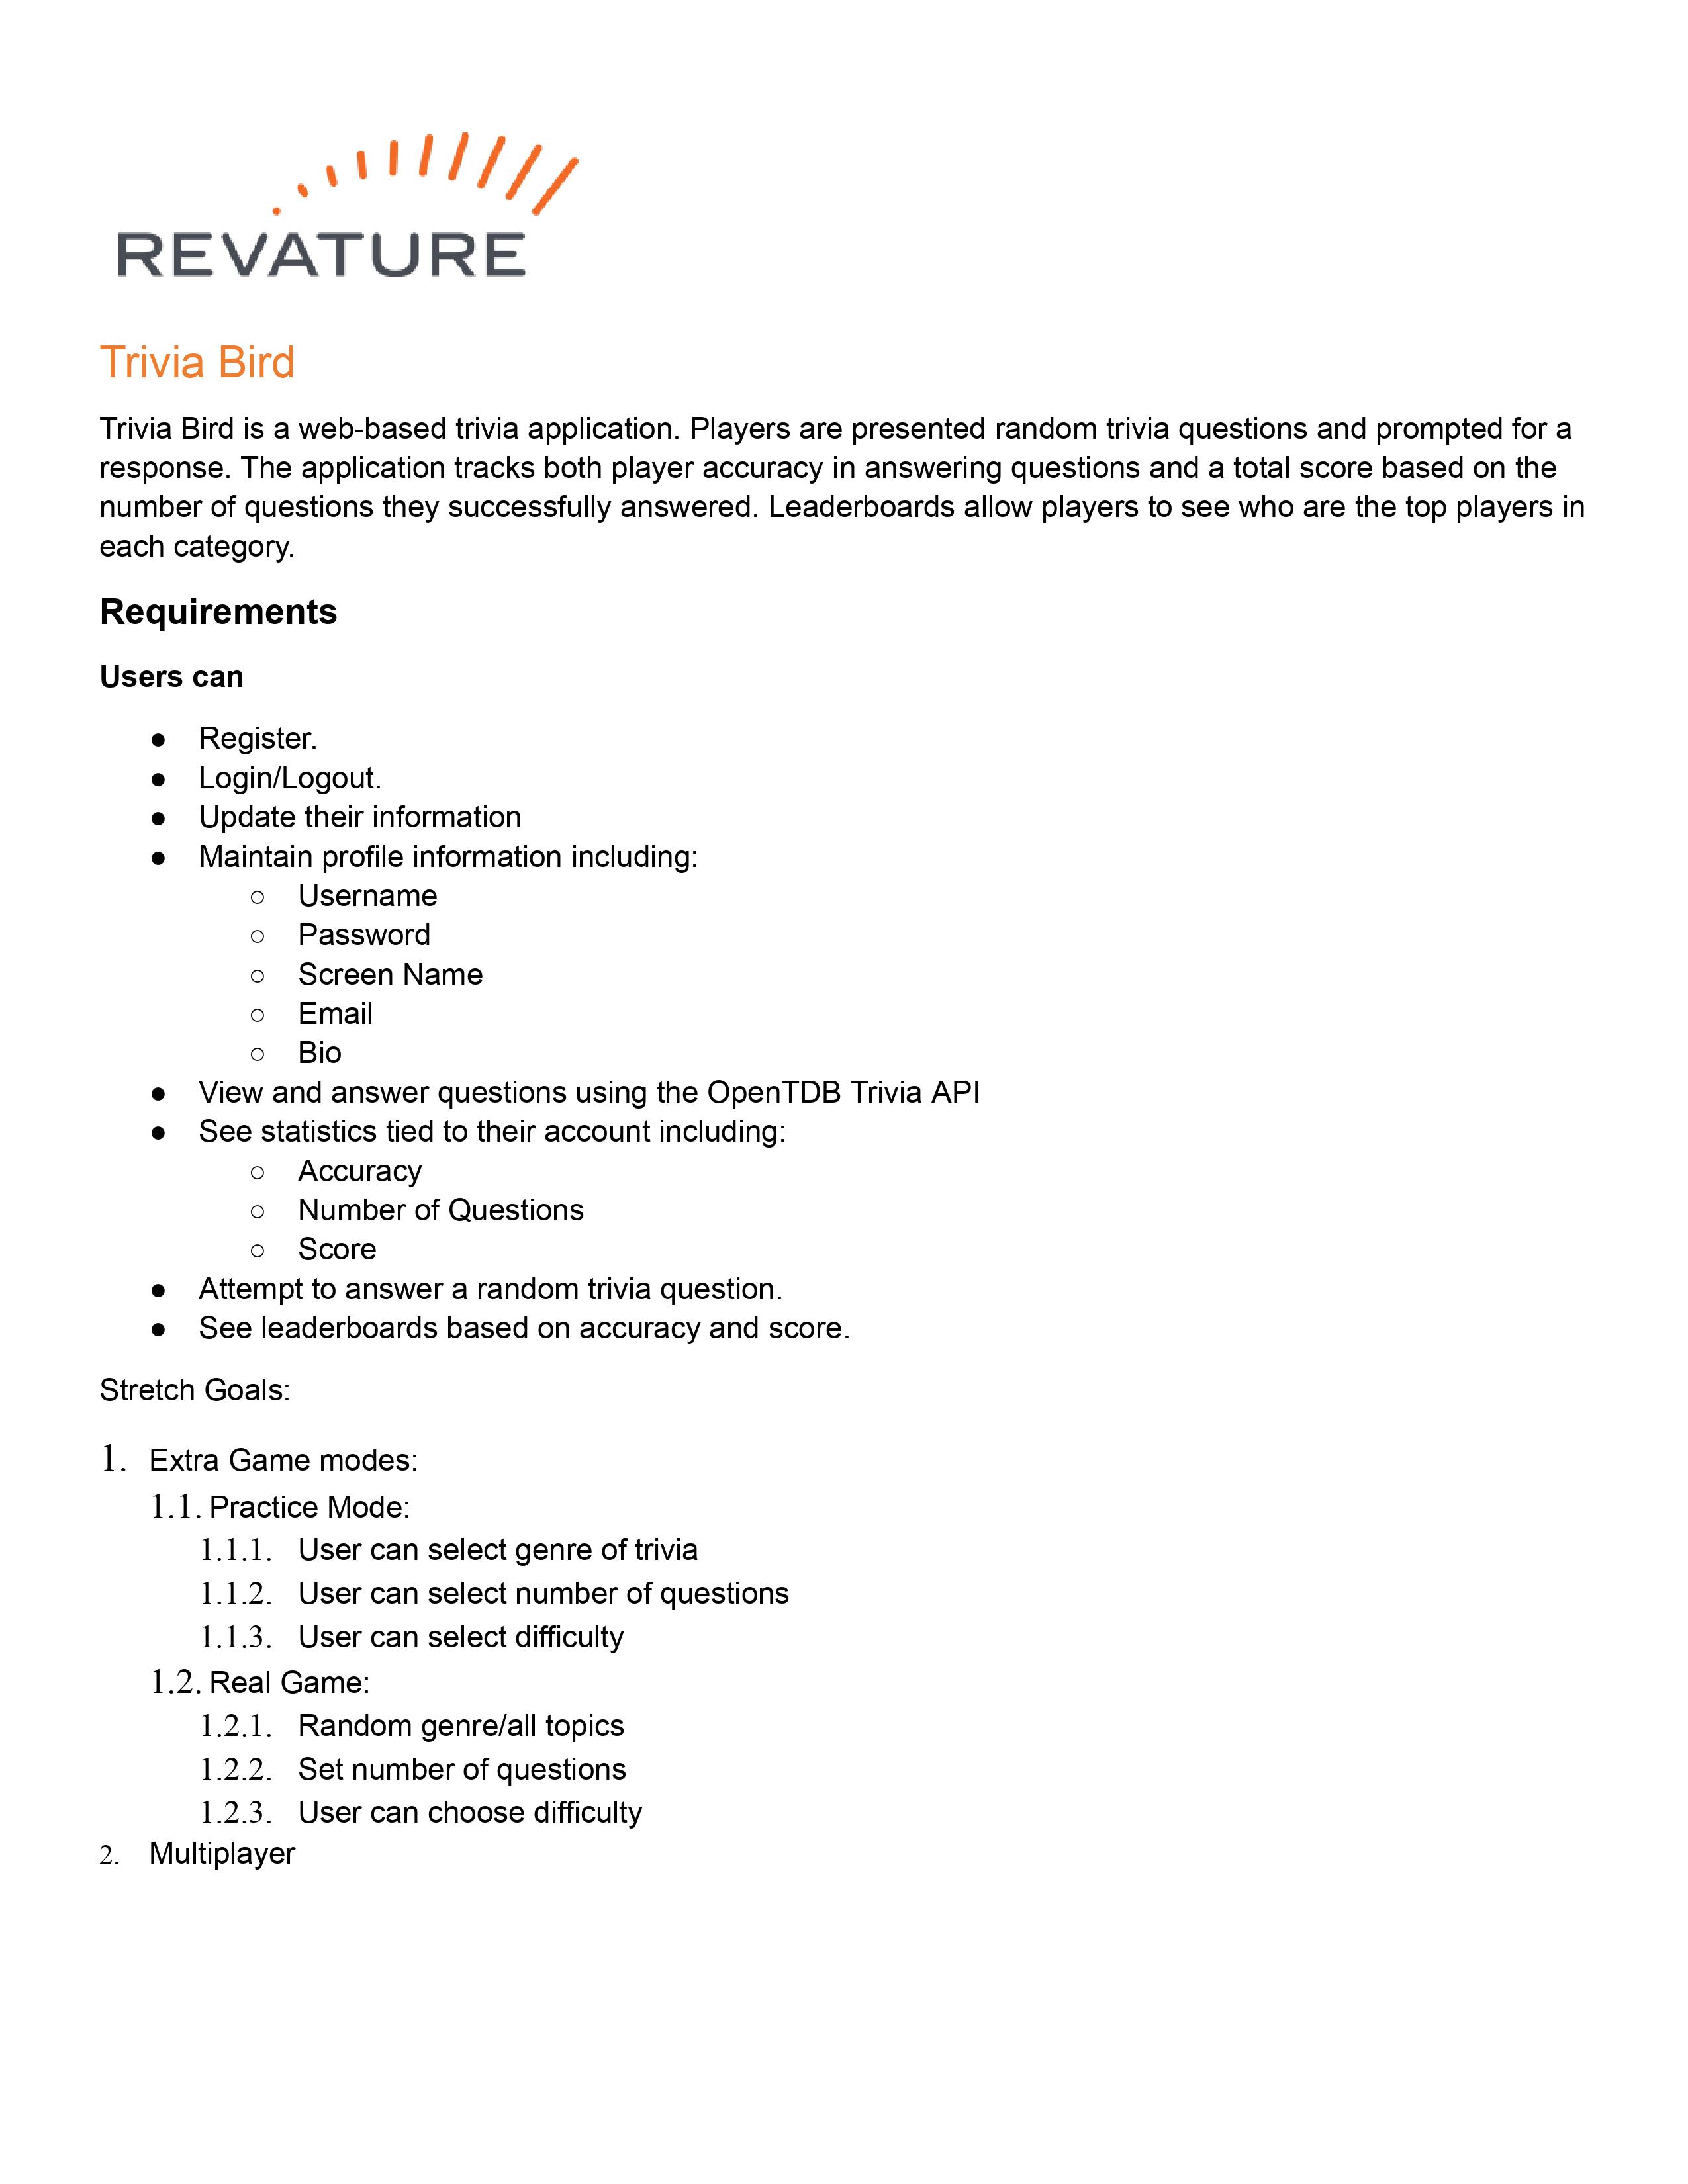 REVATURE
Trivia Bird
Trivia Bird is a web-based trivia application. Players are presented random trivia questions and prompted for a
response. The application tracks both player accuracy in answering questions and a total score based on the
number of questions they successfully answered. Leaderboards allow players to see who are the top players in
each category.
Requirements
Users can
● Register.
● Login/Logout.
● Update their information
● Maintain profile information including:
○ Username
○ Password
○ Screen Name
○ Email
○ Bio
● View and answer questions using the OpenTDB Trivia API
● See statistics tied to their account including:
○ Accuracy
○ Number of Questions
○ Score
● Attempt to answer a random trivia question.
● See leaderboards based on accuracy and score.
Stretch Goals:
1. Extra Game modes:
1.1. Practice Mode:
1.1.1. User can select genre of trivia
1.1.2. User can select number of questions
1.1.3. User can select difficulty
1.2. Real Game:
1.2.1. Random genre/all topics
1.2.2. Set number of questions
1.2.3. User can choose difficulty
2. Multiplayer